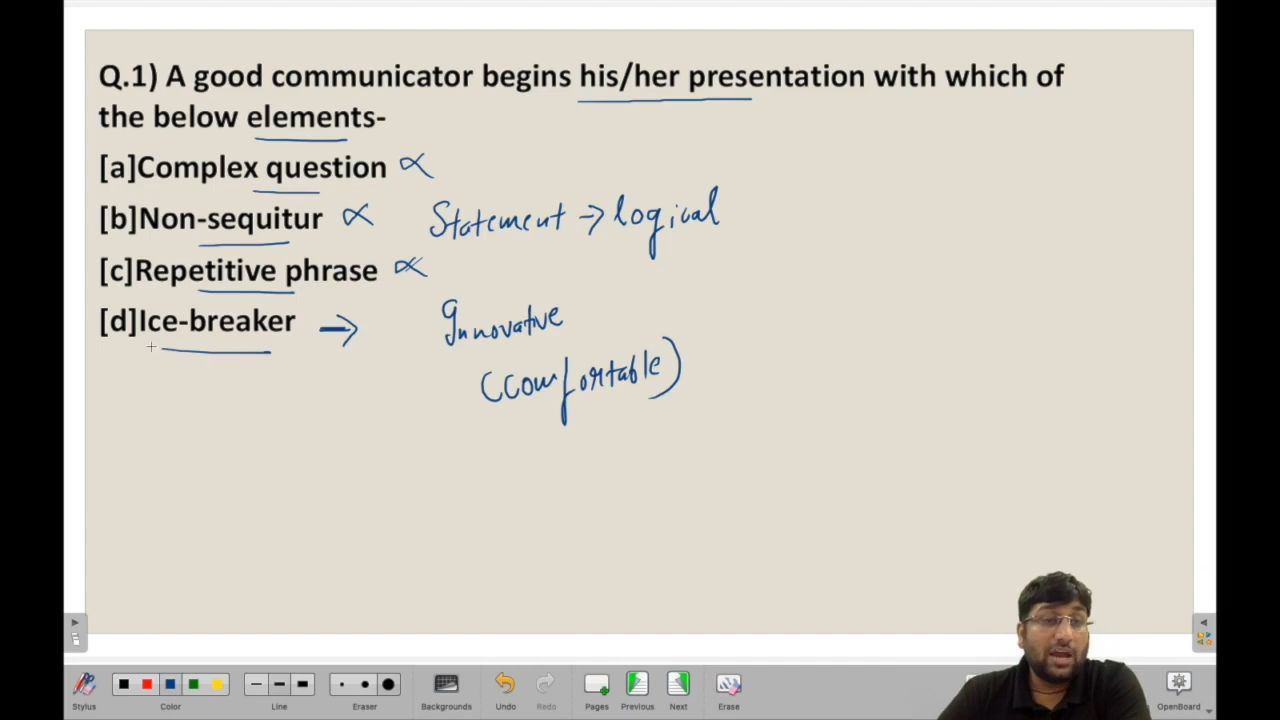 Q.1) A good communicator begins his/her presentation with which of
the below elements-
[a]Complex question
[b]Non-sequitur Statement → logical
[c]Repetitive phrase
[d]Ice-breaker → Innovative
(comfortable)
Stylus Color Line Eraser Backgrounds Undo Redo Pages Previous Next Erase OpenBoard